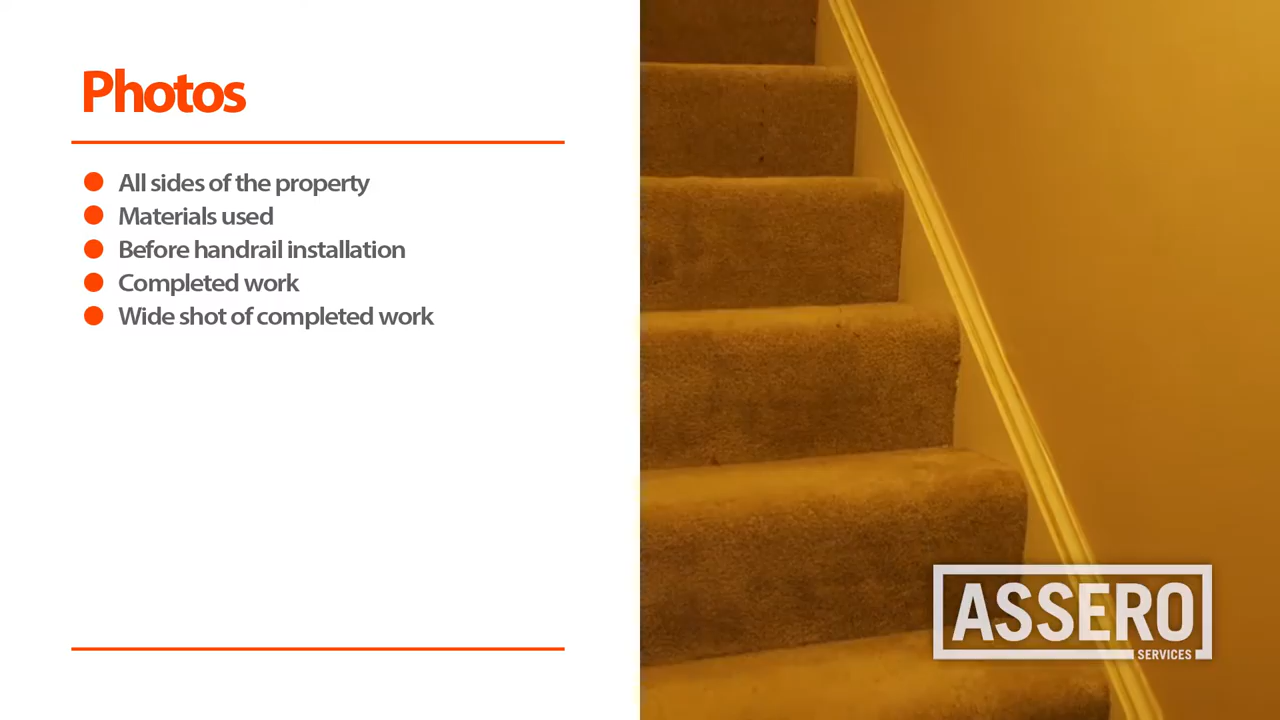 Photos
All sides of the property
Materials used
Before handrail installation
Completed work
Wide shot of completed work
ASSERO
SERVICES